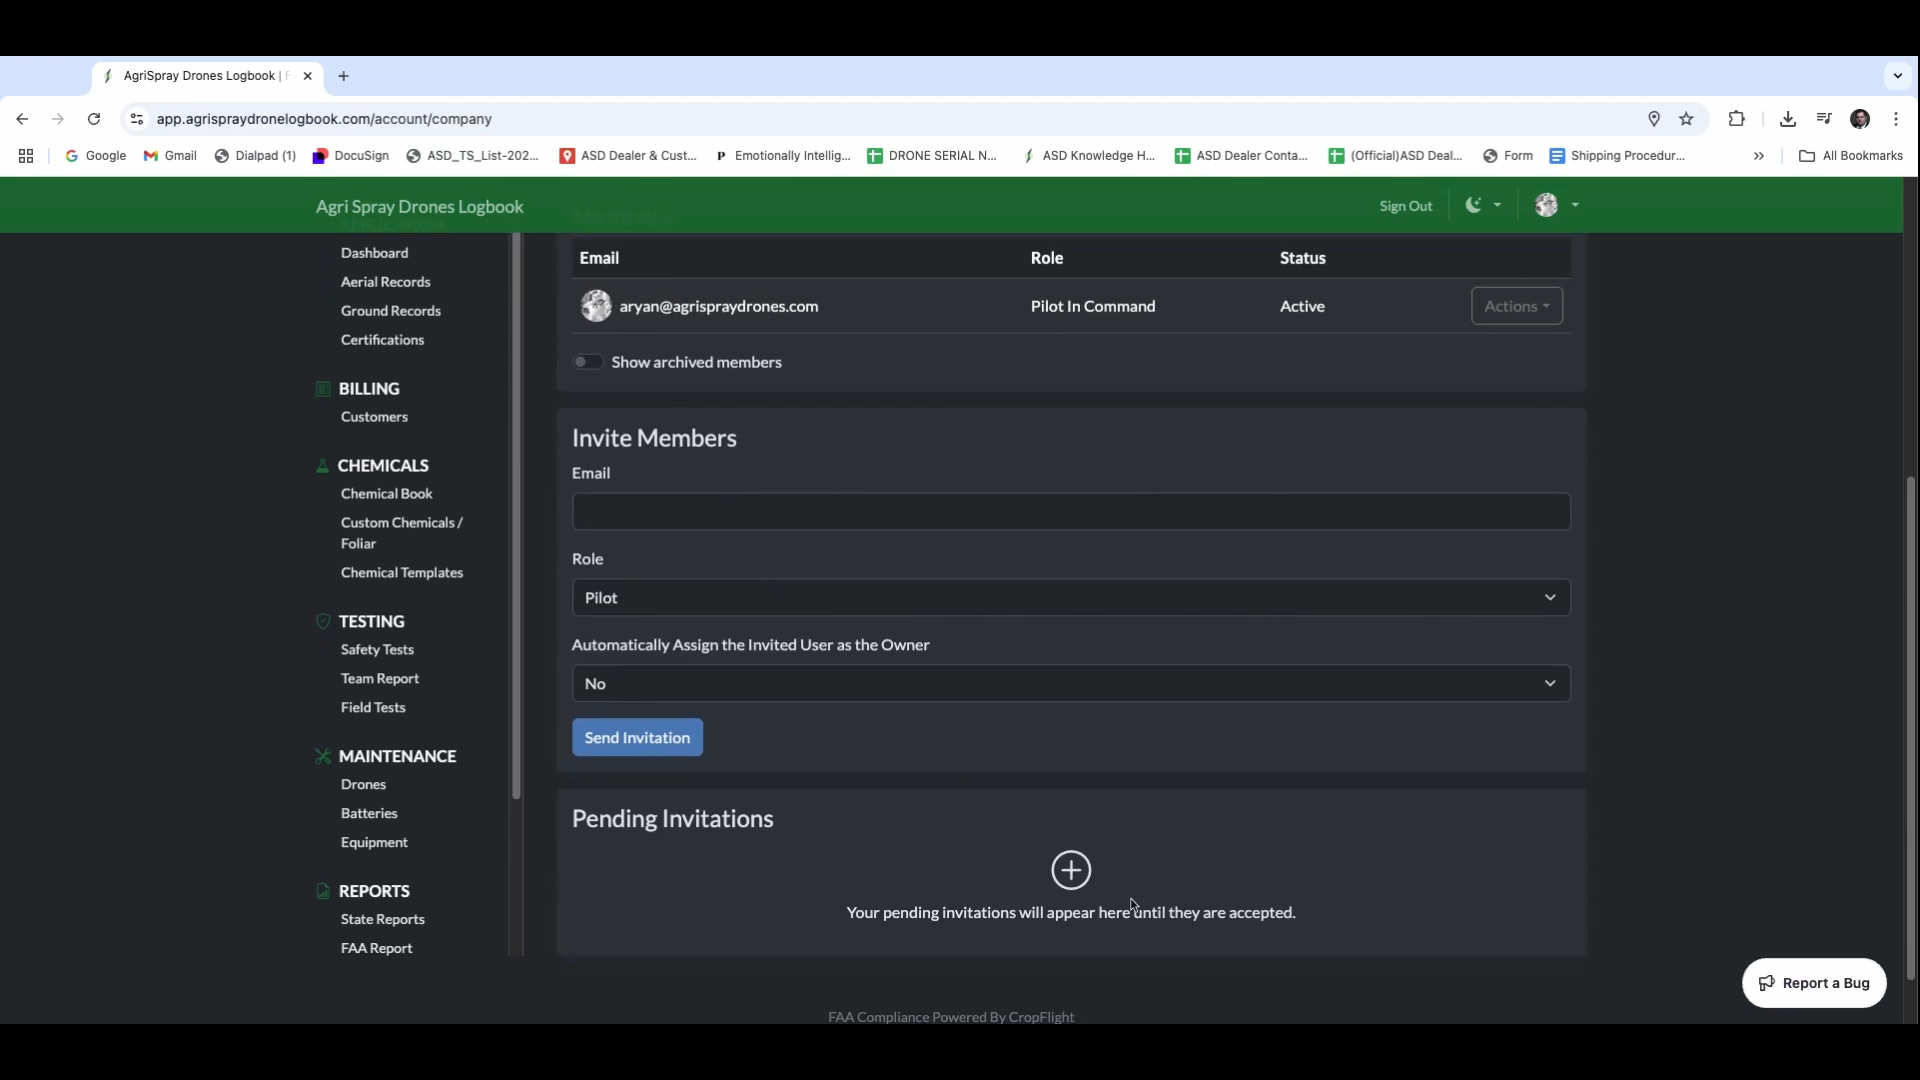 AgriSpray Drones Logbook | F
app.agrispraydronelogbook.com/account/company
Google
Gmail
Dialpad (1)
DocuSign
ASD_TS_List-202...
ASD Dealer & Cust...
Emotionally Intellig...
DRONE SERIAL N...
ASD Knowledge H...
ASD Dealer Conta...
(Official)ASD Deal...
Form
Shipping Procedur...
All Bookmarks
Agri Spray Drones Logbook
Sign Out
Dashboard
Aerial Records
Ground Records
Certifications
BILLING
Customers
CHEMICALS
Chemical Book
Custom Chemicals /
Foliar
Chemical Templates
TESTING
Safety Tests
Team Report
Field Tests
MAINTENANCE
Drones
Batteries
Equipment
REPORTS
State Reports
FAA Report
Email Role Status
aryan@agrispraydrones.com Pilot In Command Active Actions
Show archived members
Invite Members
Email
Role
Pilot
Automatically Assign the Invited User as the Owner
No
Send Invitation
Pending Invitations
Your pending invitations will appear here until they are accepted.
Report a Bug
FAA Compliance Powered By CropFlight